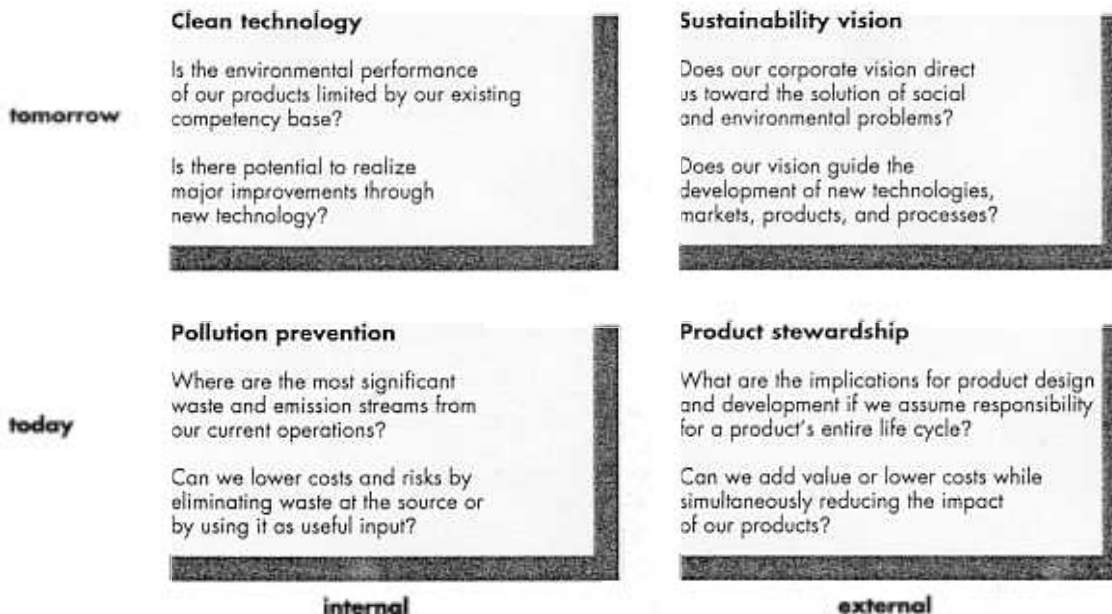 Clean technology
Is the environmental performance
of our products limited by our existing
competency base?
Is there potential to realize
major improvements through
new technology?
Sustainability vision
Does our corporate vision direct
us toward the solution of social
and environmental problems?
Does our vision guide the
development of new technologies,
markets, products, and processes?
tomorrow
Pollution prevention
Where are the most significant
waste and emission streams from
our current operations?
Can we lower costs and risks by
eliminating waste at the source or
by using it as useful input?
Product stewardship
What are the implications for product design
and development if we assume responsibility
for a product's entire life cycle?
Can we add value or lower costs while
simultaneously reducing the impact
of our products?
today
internal
external